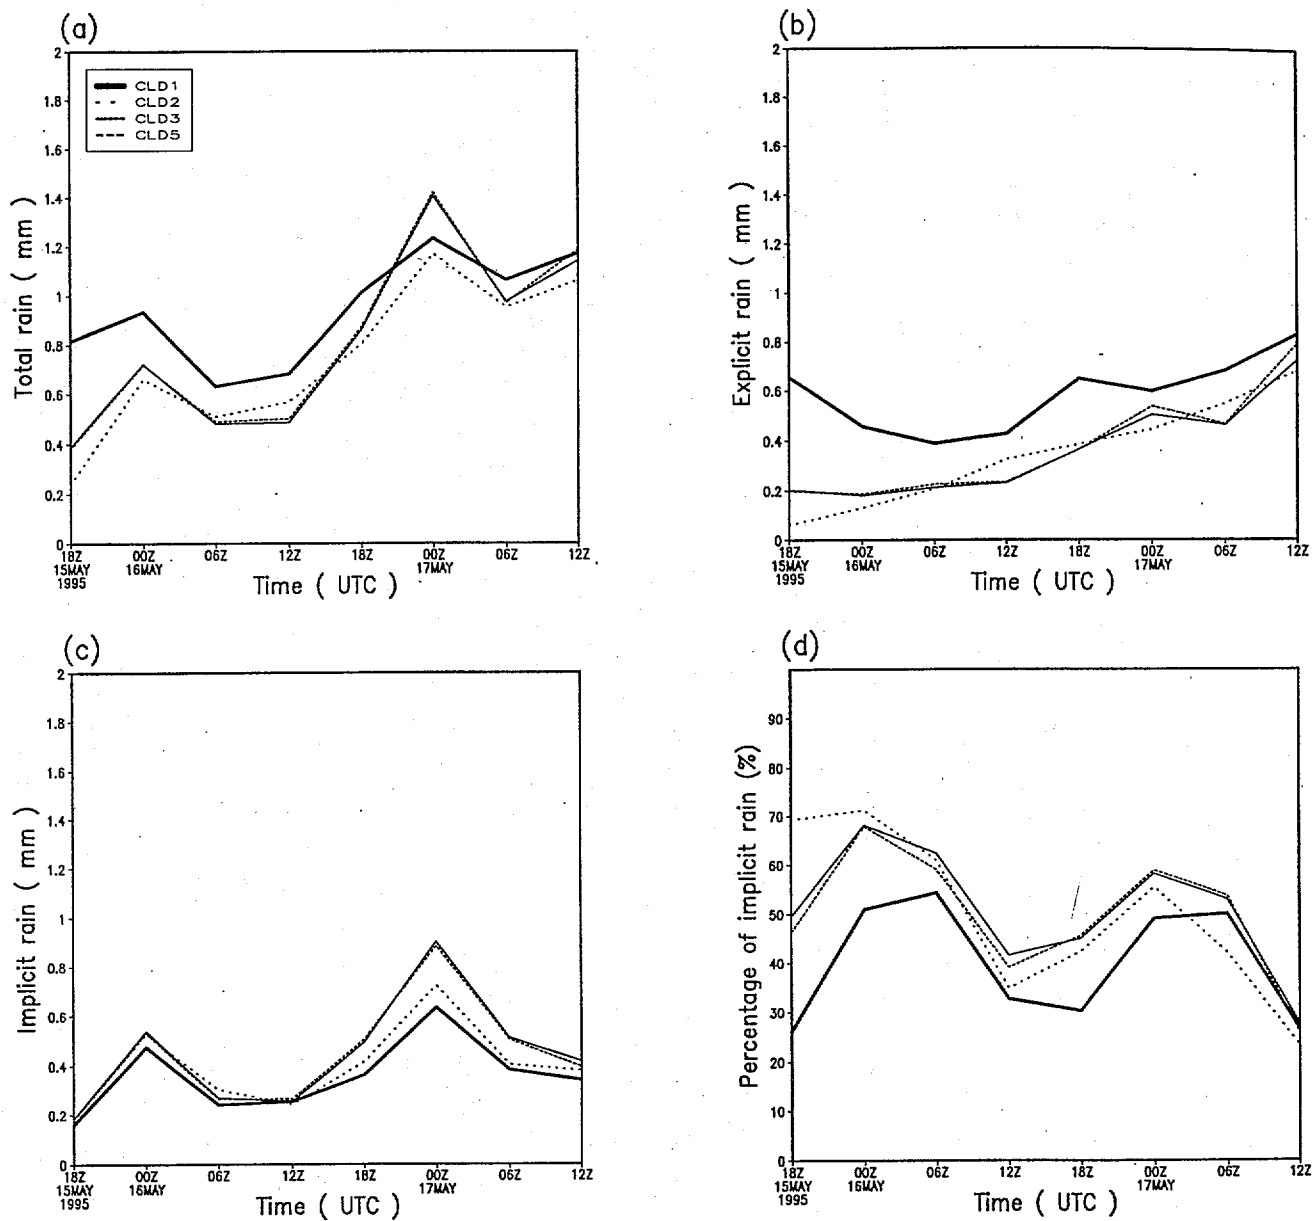 (a)
2
1.8
1.6
1.4
1.2
1
0.8
0.6
0.4
0.2
0
Total rain ( mm )
CLD1
CLD2
CLD3
CLD5
18Z 00Z 06Z 12Z 18Z 00Z 06Z 12Z
15MAY 16MAY 17MAY
1995
Time ( UTC )
(b)
2
1.8
1.6
1.4
1.2
1
0.8
0.6
0.4
0.2
0
Explicit rain ( mm )
18Z 00Z 06Z 12Z 18Z 00Z 06Z 12Z
15MAY 16MAY 17MAY
1995
Time ( UTC )
(c)
2
1.8
1.6
1.4
1.2
1
0.8
0.6
0.4
0.2
0
Implicit rain ( mm )
18Z 00Z 06Z 12Z 18Z 00Z 06Z 12Z
15MAY 16MAY 17MAY
1995
Time ( UTC )
(d)
90
80
70
60
50
40
30
20
10
0
Percentage of implicit rain (%)
18Z 00Z 06Z 12Z 18Z 00Z 06Z 12Z
15MAY 16MAY 17MAY
1995
Time ( UTC )